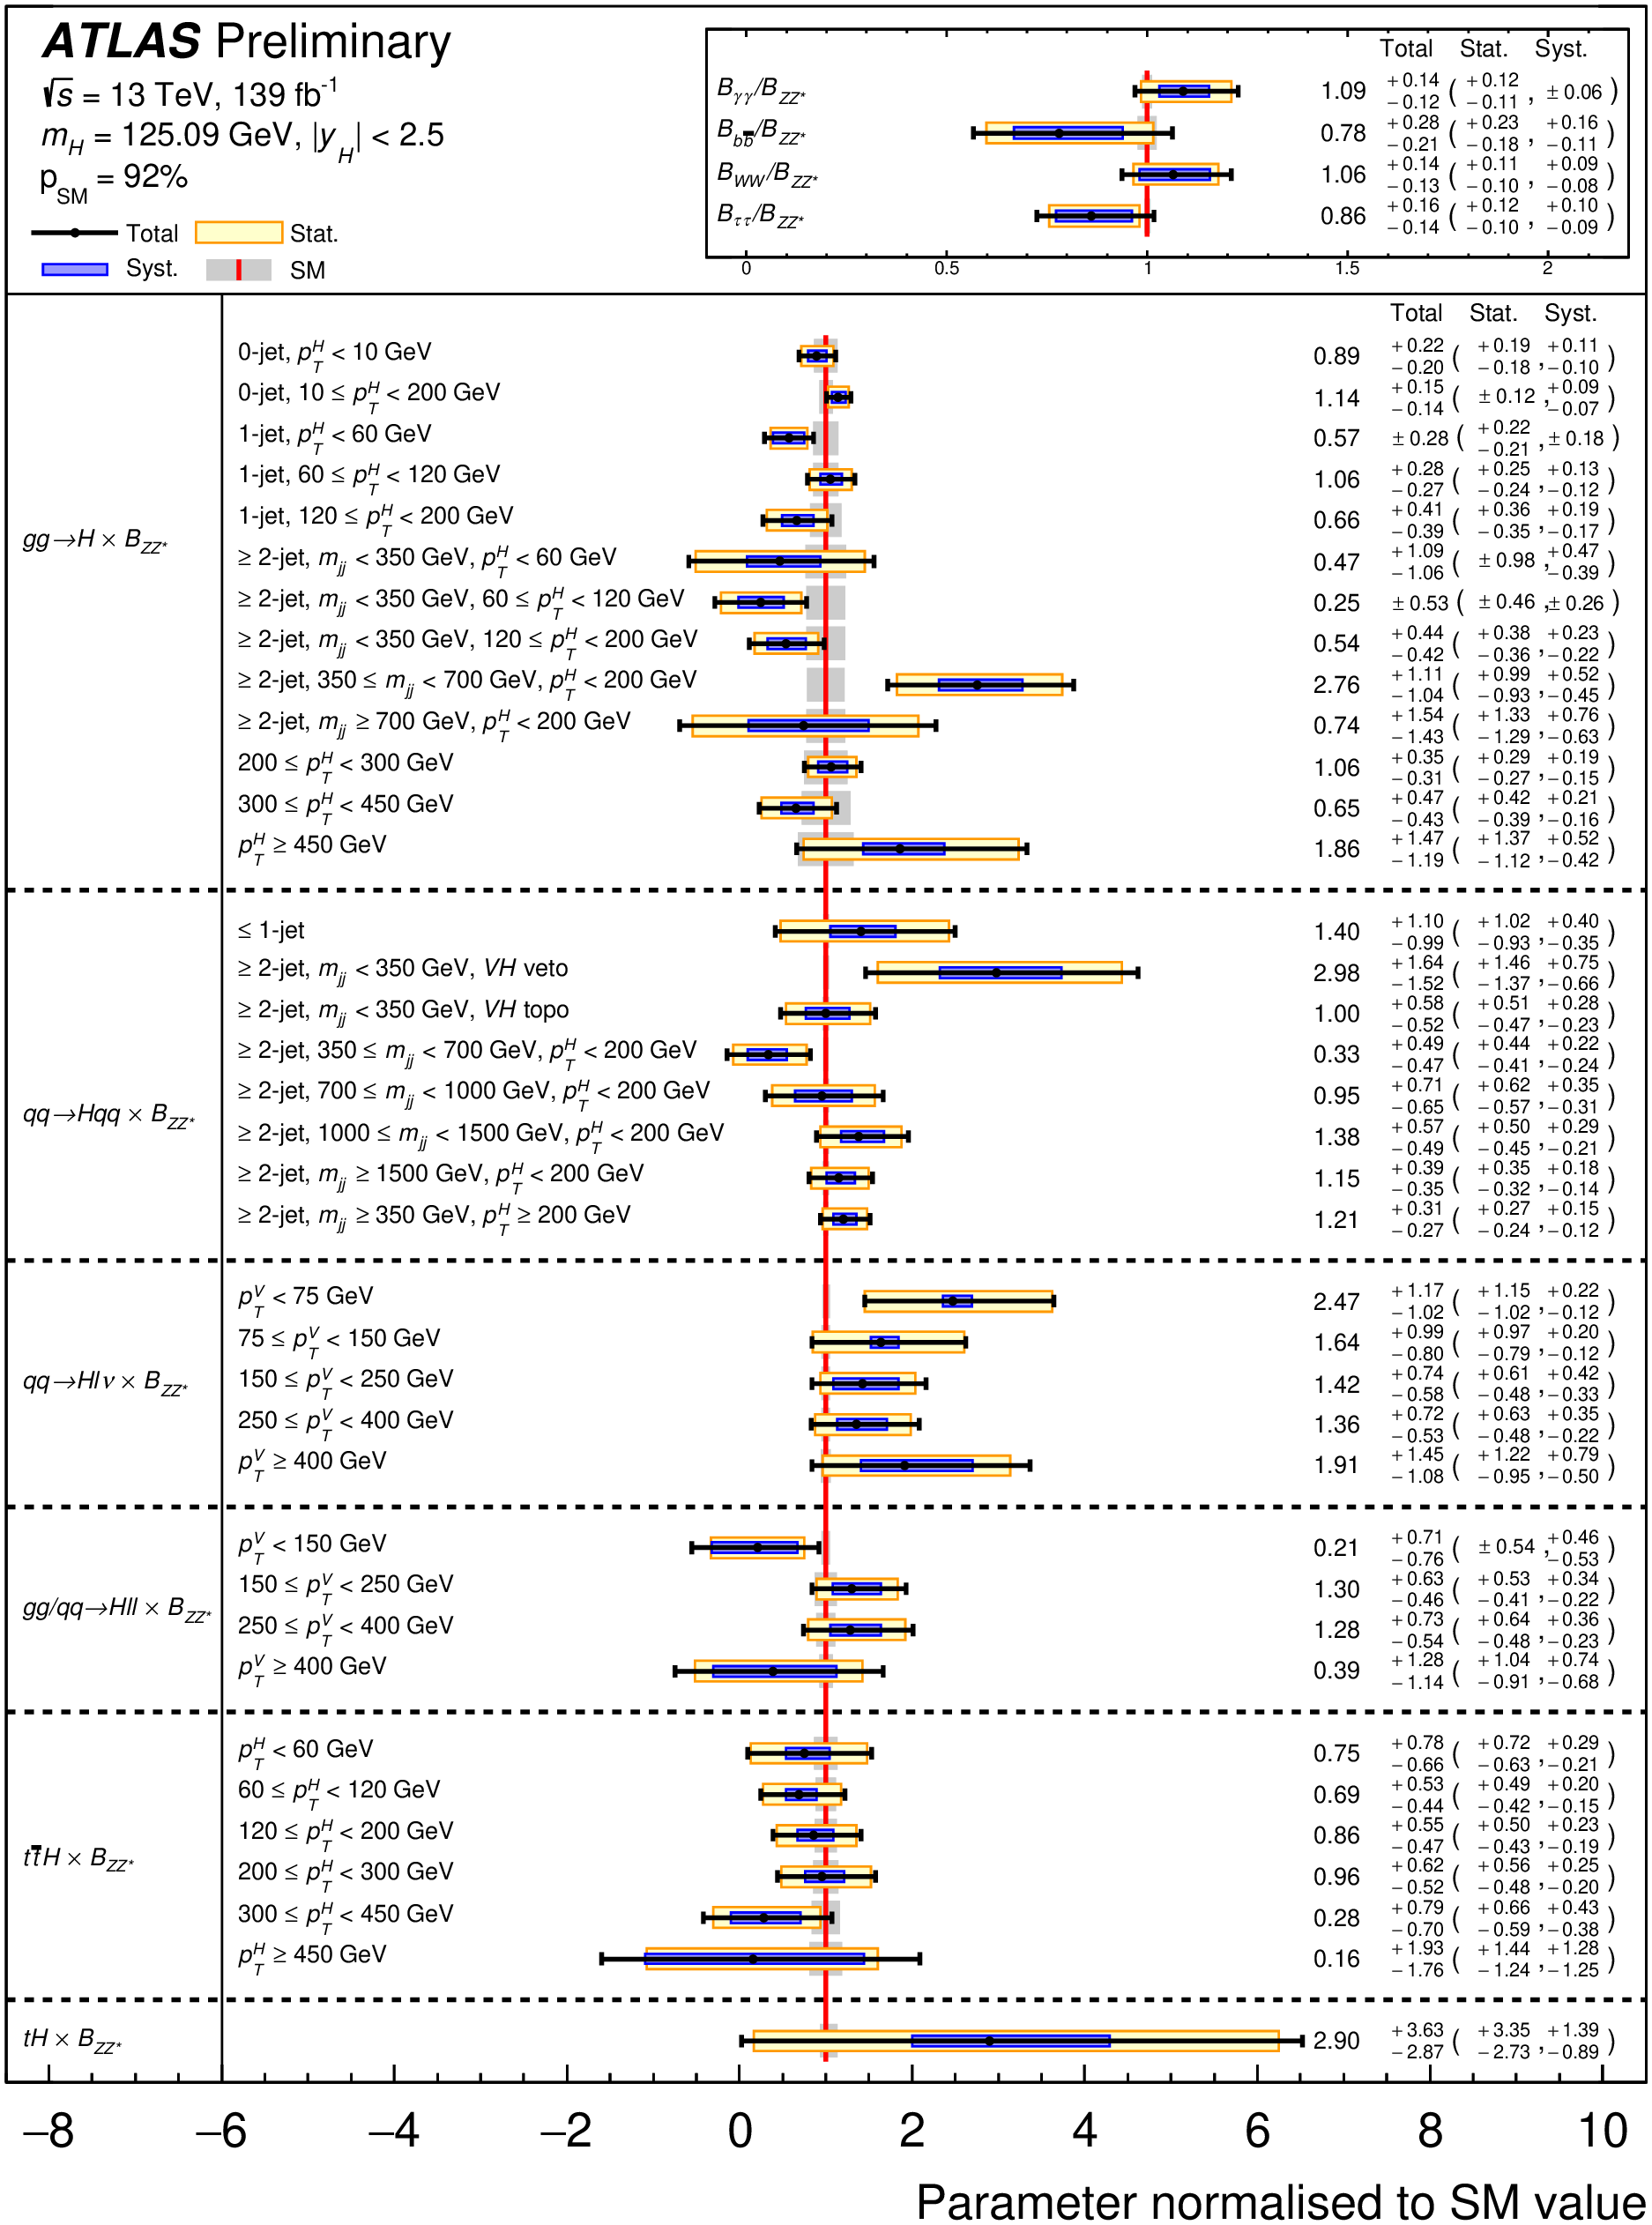 ATLAS Preliminary
√s = 13 TeV, 139 fb⁻¹
m_H = 125.09 GeV, |y_H| < 2.5
p_SM = 92%
Total Stat.
Syst. SM
Total Stat. Syst.
B_γγ/B_ZZ* 1.09 +0.14 −0.12 ( +0.12 −0.11 , ±0.06 )
B_bb̄/B_ZZ* 0.78 +0.28 −0.21 ( +0.23 −0.18 , +0.16 −0.11 )
B_WW/B_ZZ* 1.06 +0.14 −0.13 ( +0.11 −0.10 , +0.09 −0.08 )
B_ττ/B_ZZ* 0.86 +0.16 −0.14 ( +0.12 −0.10 , +0.10 −0.09 )
0 0.5 1 1.5 2
Total Stat. Syst.
gg→H × B_ZZ*
0-jet, p_T^H < 10 GeV 0.89 +0.22 −0.20 ( +0.19 −0.18 , +0.11 −0.10 )
0-jet, 10 ≤ p_T^H < 200 GeV 1.14 +0.15 −0.14 ( ±0.12 , +0.09 −0.07 )
1-jet, p_T^H < 60 GeV 0.57 ±0.28 ( +0.22 −0.21 , ±0.18 )
1-jet, 60 ≤ p_T^H < 120 GeV 1.06 +0.28 −0.27 ( +0.25 −0.24 , +0.13 −0.12 )
1-jet, 120 ≤ p_T^H < 200 GeV 0.66 +0.41 −0.39 ( +0.36 −0.35 , +0.19 −0.17 )
≥ 2-jet, m_jj < 350 GeV, p_T^H < 60 GeV 0.47 +1.09 −1.06 ( ±0.98 , +0.47 −0.39 )
≥ 2-jet, m_jj < 350 GeV, 60 ≤ p_T^H < 120 GeV 0.25 ±0.53 ( ±0.46 , ±0.26 )
≥ 2-jet, m_jj < 350 GeV, 120 ≤ p_T^H < 200 GeV 0.54 +0.44 −0.42 ( +0.38 −0.36 , +0.23 −0.22 )
≥ 2-jet, 350 ≤ m_jj < 700 GeV, p_T^H < 200 GeV 2.76 +1.11 −1.04 ( +0.99 −0.93 , +0.52 −0.45 )
≥ 2-jet, m_jj ≥ 700 GeV, p_T^H < 200 GeV 0.74 +1.54 −1.43 ( +1.33 −1.29 , +0.76 −0.63 )
200 ≤ p_T^H < 300 GeV 1.06 +0.35 −0.31 ( +0.29 −0.27 , +0.19 −0.15 )
300 ≤ p_T^H < 450 GeV 0.65 +0.47 −0.43 ( +0.42 −0.39 , +0.21 −0.16 )
p_T^H ≥ 450 GeV 1.86 +1.47 −1.19 ( +1.37 −1.12 , +0.52 −0.42 )
qq→Hqq × B_ZZ*
≤ 1-jet 1.40 +1.10 −0.99 ( +1.02 −0.93 , +0.40 −0.35 )
≥ 2-jet, m_jj < 350 GeV, VH veto 2.98 +1.64 −1.52 ( +1.46 −1.37 , +0.75 −0.66 )
≥ 2-jet, m_jj < 350 GeV, VH topo 1.00 +0.58 −0.52 ( +0.51 −0.47 , +0.28 −0.23 )
≥ 2-jet, 350 ≤ m_jj < 700 GeV, p_T^H < 200 GeV 0.33 +0.49 −0.47 ( +0.44 −0.41 , +0.22 −0.24 )
≥ 2-jet, 700 ≤ m_jj < 1000 GeV, p_T^H < 200 GeV 0.95 +0.71 −0.65 ( +0.62 −0.57 , +0.35 −0.31 )
≥ 2-jet, 1000 ≤ m_jj < 1500 GeV, p_T^H < 200 GeV 1.38 +0.57 −0.49 ( +0.50 −0.45 , +0.29 −0.21 )
≥ 2-jet, m_jj ≥ 1500 GeV, p_T^H < 200 GeV 1.15 +0.39 −0.35 ( +0.35 −0.32 , +0.18 −0.14 )
≥ 2-jet, m_jj ≥ 350 GeV, p_T^H ≥ 200 GeV 1.21 +0.31 −0.27 ( +0.27 −0.24 , +0.15 −0.12 )
qq→Hlν × B_ZZ*
p_T^V < 75 GeV 2.47 +1.17 −1.02 ( +1.15 −1.02 , +0.22 −0.12 )
75 ≤ p_T^V < 150 GeV 1.64 +0.99 −0.80 ( +0.97 −0.79 , +0.20 −0.12 )
150 ≤ p_T^V < 250 GeV 1.42 +0.74 −0.58 ( +0.61 −0.48 , +0.42 −0.33 )
250 ≤ p_T^V < 400 GeV 1.36 +0.72 −0.53 ( +0.63 −0.48 , +0.35 −0.22 )
p_T^V ≥ 400 GeV 1.91 +1.45 −1.08 ( +1.22 −0.95 , +0.79 −0.50 )
gg/qq→Hll × B_ZZ*
p_T^V < 150 GeV 0.21 +0.71 −0.76 ( ±0.54 , +0.46 −0.53 )
150 ≤ p_T^V < 250 GeV 1.30 +0.63 −0.46 ( +0.53 −0.41 , +0.34 −0.22 )
250 ≤ p_T^V < 400 GeV 1.28 +0.73 −0.54 ( +0.64 −0.48 , +0.36 −0.23 )
p_T^V ≥ 400 GeV 0.39 +1.28 −1.14 ( +1.04 −0.91 , +0.74 −0.68 )
tt̄H × B_ZZ*
p_T^H < 60 GeV 0.75 +0.78 −0.66 ( +0.72 −0.63 , +0.29 −0.21 )
60 ≤ p_T^H < 120 GeV 0.69 +0.53 −0.44 ( +0.49 −0.42 , +0.20 −0.15 )
120 ≤ p_T^H < 200 GeV 0.86 +0.55 −0.47 ( +0.50 −0.43 , +0.23 −0.19 )
200 ≤ p_T^H < 300 GeV 0.96 +0.62 −0.52 ( +0.56 −0.48 , +0.25 −0.20 )
300 ≤ p_T^H < 450 GeV 0.28 +0.79 −0.70 ( +0.66 −0.59 , +0.43 −0.38 )
p_T^H ≥ 450 GeV 0.16 +1.93 −1.76 ( +1.44 −1.24 , +1.28 −1.25 )
tH × B_ZZ* 2.90 +3.63 −2.87 ( +3.35 −2.73 , +1.39 −0.89 )
−8 −6 −4 −2 0 2 4 6 8 10
Parameter normalised to SM value